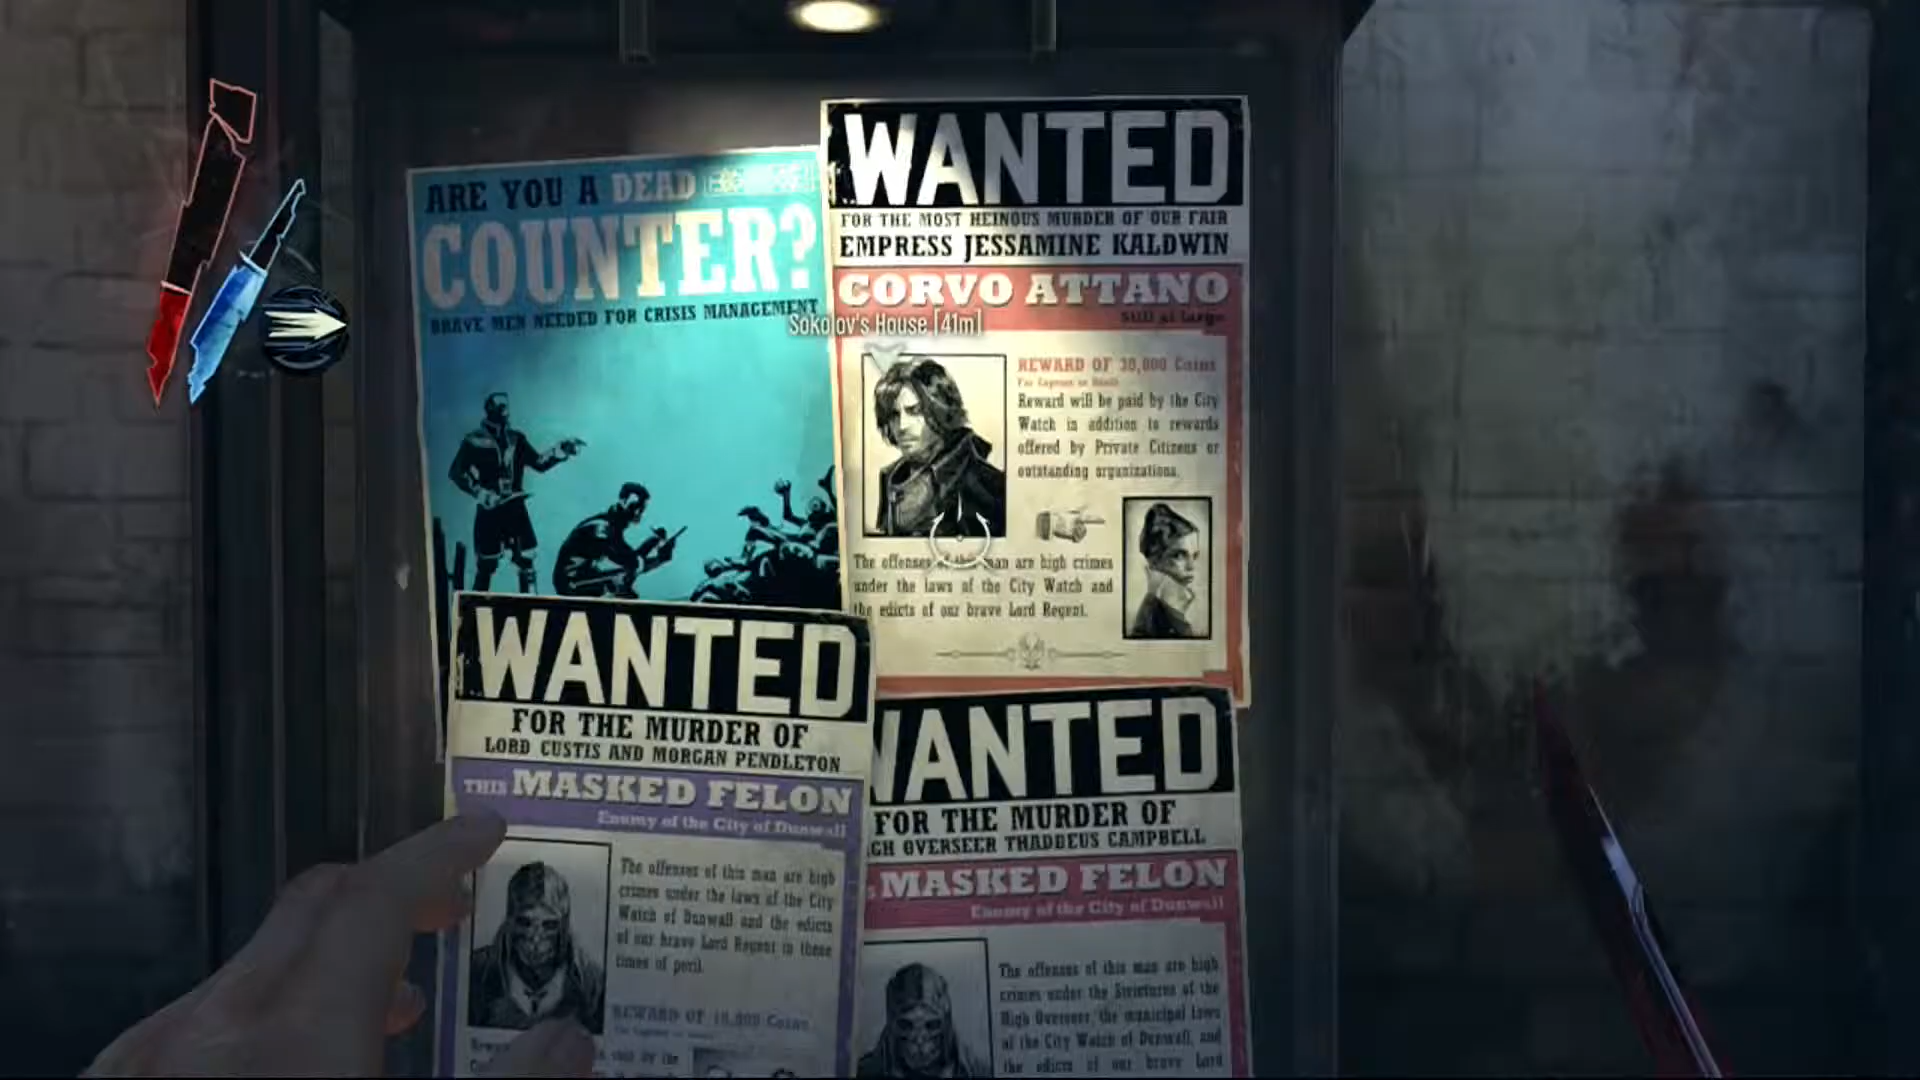 ARE YOU A DEAD
COUNTER?
BRAVE MEN NEEDED FOR CRISIS MANAGEMENT
WANTED
FOR THE MOST HEINOUS MURDER OF OUR FAIR
EMPRESS JESSAMINE KALDWIN
CORVO ATTANO
Still at large
Sokolov's House [41m]
REWARD OF 30,000 Coins
For Capture or Death
Reward will be paid by the City
Watch in addition to rewards
offered by Private Citizens or
outstanding organizations.
The offenses of this man are high crimes
under the laws of the City Watch and
the edicts of our brave Lord Regent.
WANTED
FOR THE MURDER OF
LORD CUSTIS AND MORGAN PENDLETON
THIS MASKED FELON
Enemy of the City of Dunwall
The offenses of this man are high
crimes under the laws of the City
Watch of Dunwall and the edicts
of our brave Lord Regent in these
times of peril.
REWARD OF 10,000 Coins
WANTED
FOR THE MURDER OF
GH OVERSEER THADDEUS CAMPBELL
MASKED FELON
Enemy of the City of Dunwall
The offenses of this man are high
crimes under the Strictures of the
High Overseer, the municipal laws
of the City Watch of Dunwall, and
the edicts of our brave Lord